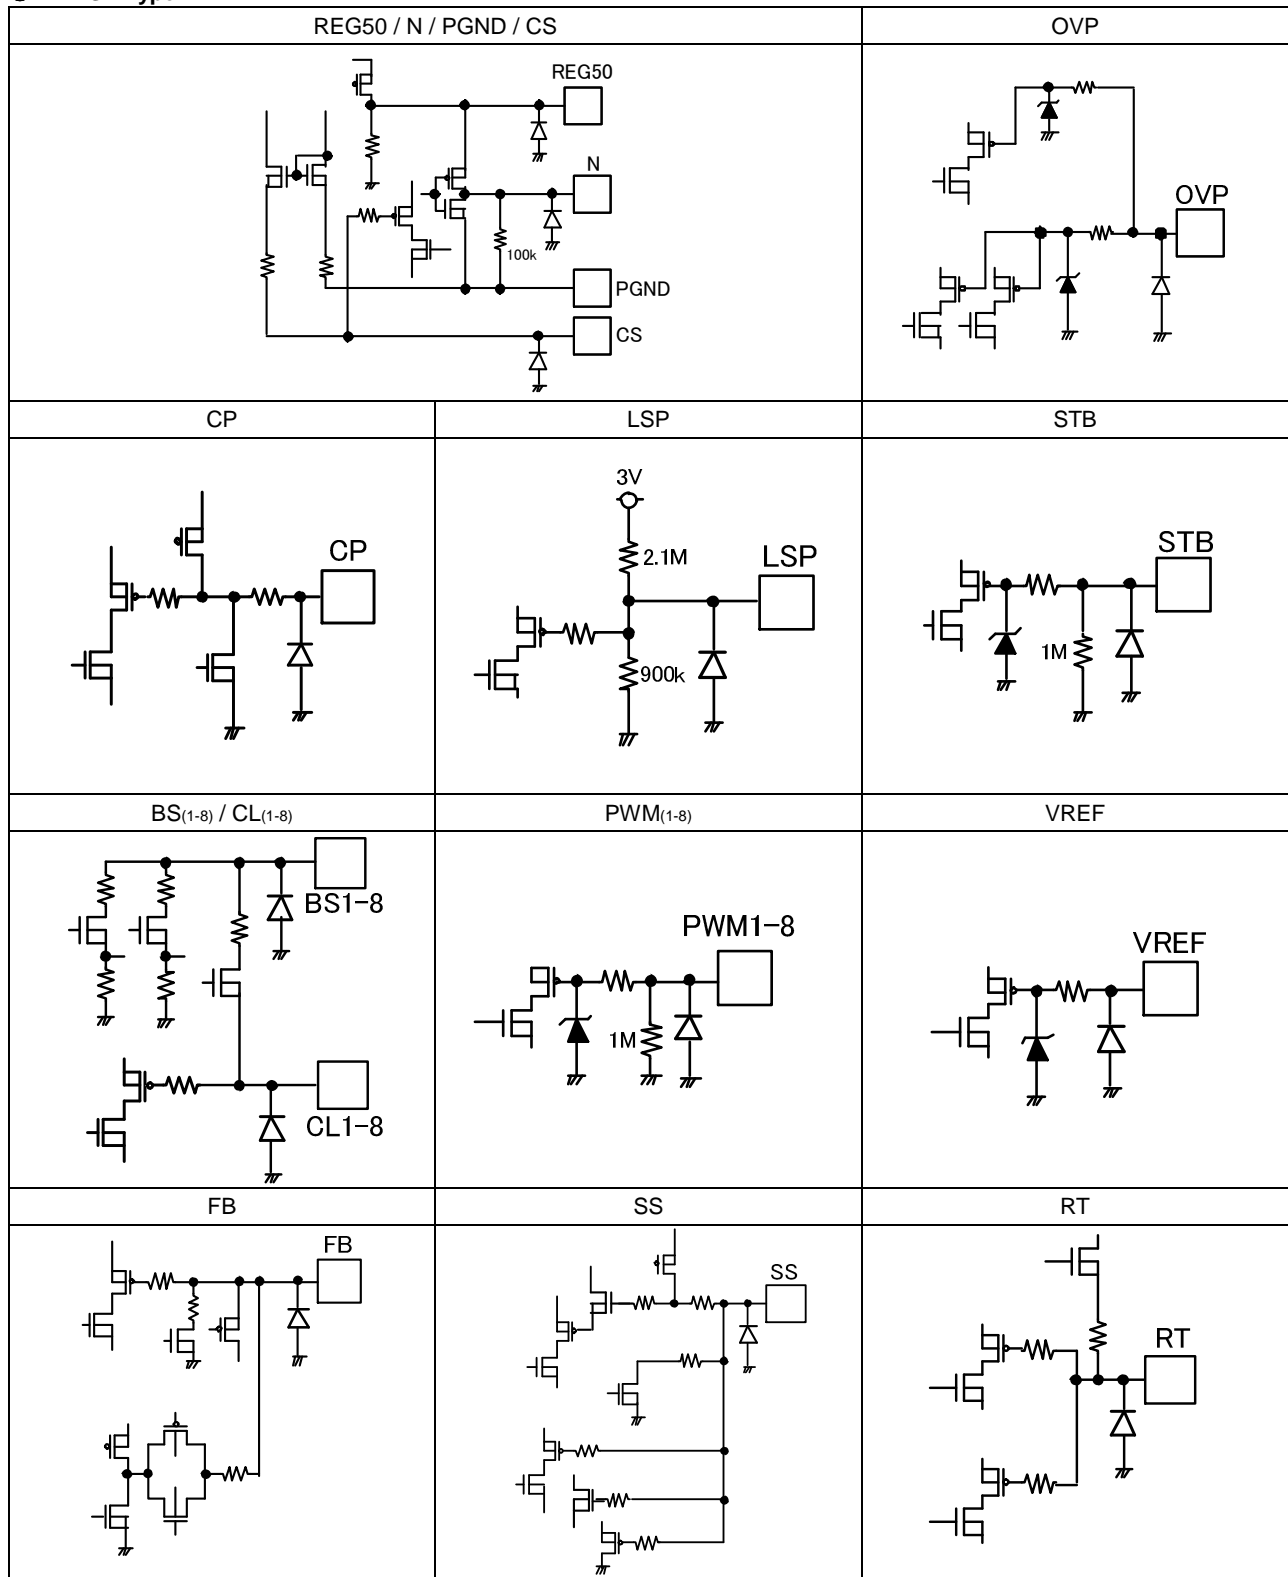 REG50 / N / PGND / CS
OVP
REG50
N
100k
PGND
CS
OVP
CP
LSP
STB
CP
3V
2.1M
LSP
900k
STB
1M
BS(1-8) / CL(1-8)
PWM(1-8)
VREF
BS1-8
CL1-8
PWM1-8
1M
VREF
FB
SS
RT
FB
SS
RT